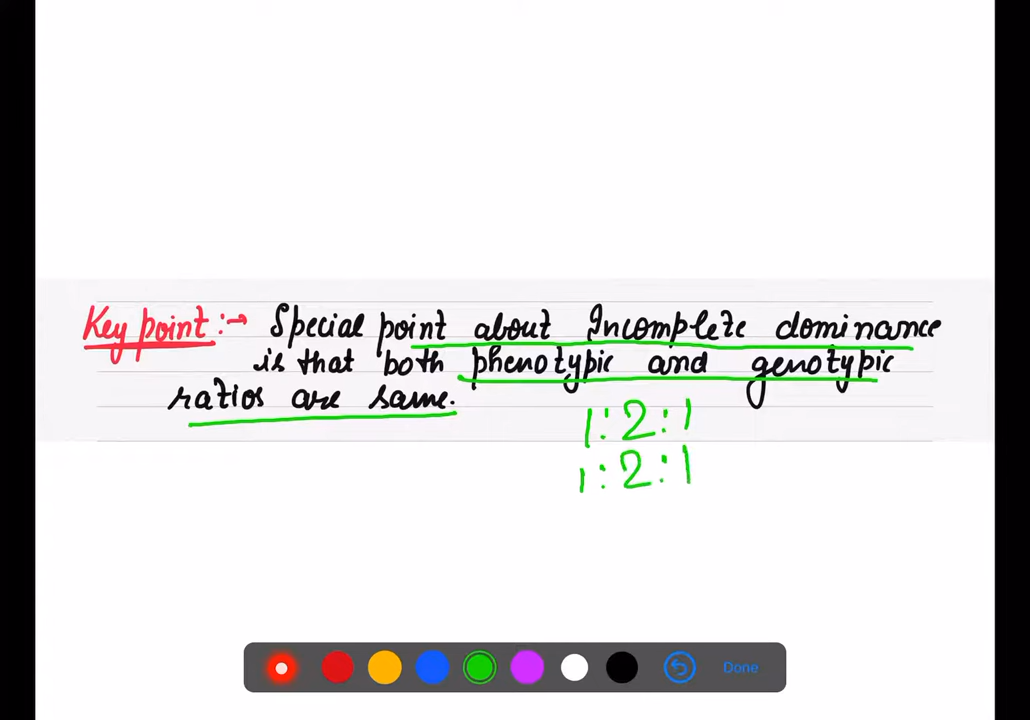 Key point :→ Special point about Incomplete dominance
is that both phenotypic and genotypic
ratios are same.
1:2:1
1:2:1
Done